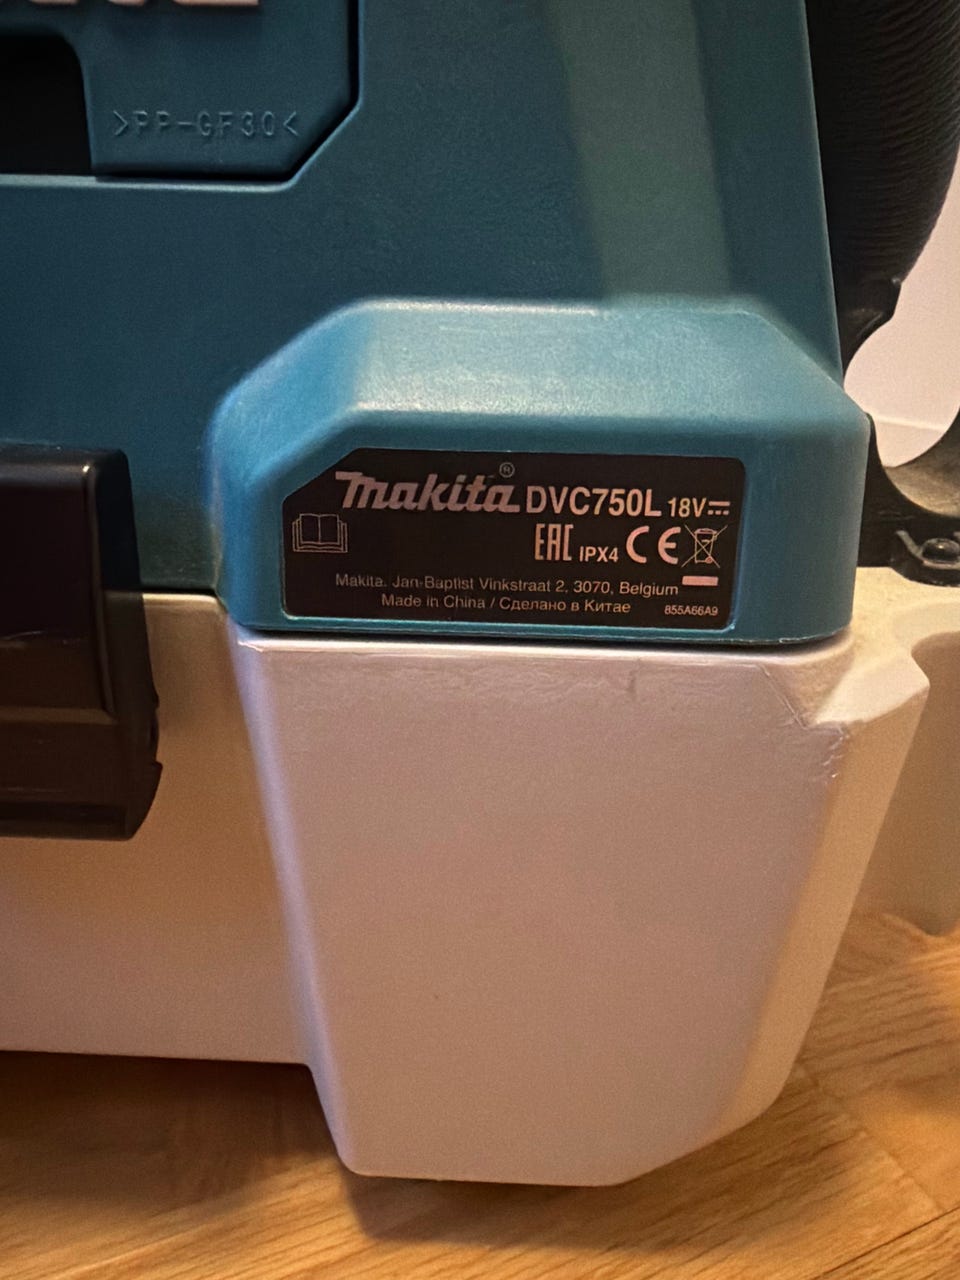 >PP-GF30<
Makita® DVC750L 18V⎓
EAC IPX4 CE
Makita. Jan-Baptist Vinkstraat 2, 3070, Belgium
Made in China / Сделано в Китае 855A66A9